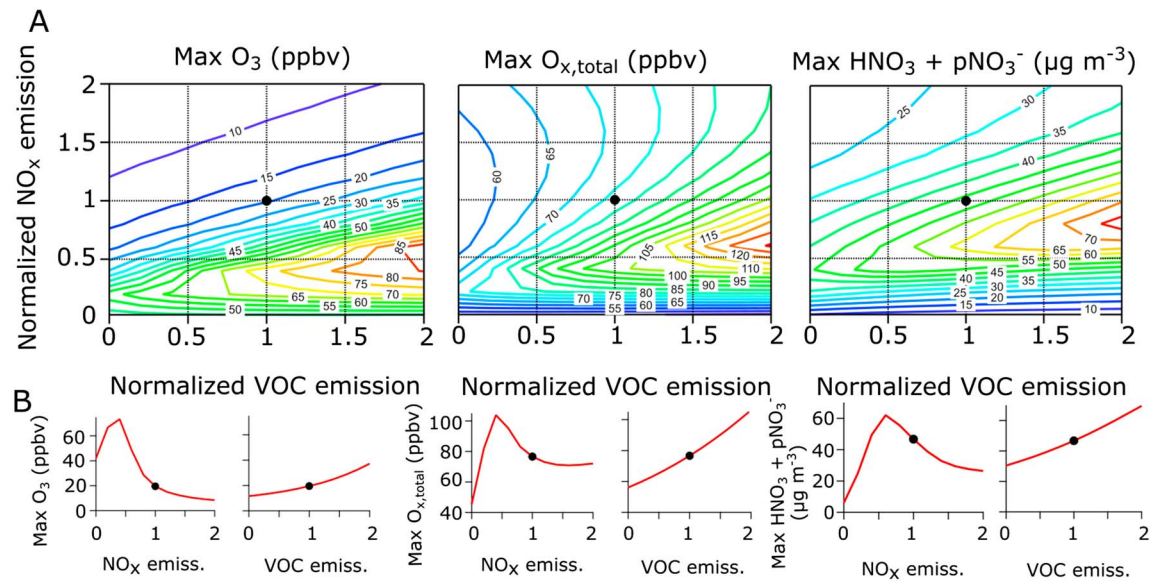 A
Max O3 (ppbv)
Max Ox,total (ppbv)
Max HNO3 + pNO3- (µg m-3)
Normalized NOx emission
2
1.5
1
0.5
0
10
15
20
25
30
35
40
50
45
85
80
75
70
65
60
55
50
0 0.5 1 1.5 2
60
65
70
105
115
120
110
100
95
90
85
80
75
70
65
60
55
0 0.5 1 1.5 2
25
30
35
40
70
65
60
55
50
45
40
35
30
25
20
15
10
0 0.5 1 1.5 2
Normalized VOC emission
Normalized VOC emission
Normalized VOC emission
B
Max O3 (ppbv)
60
40
20
0
0 1 2
NOx emiss.
0 1 2
VOC emiss.
Max Ox,total (ppbv)
100
80
60
40
0 1 2
NOx emiss.
0 1 2
VOC emiss.
Max HNO3 + pNO3-
(µg m-3)
60
40
20
0
0 1 2
NOx emiss.
0 1 2
VOC emiss.